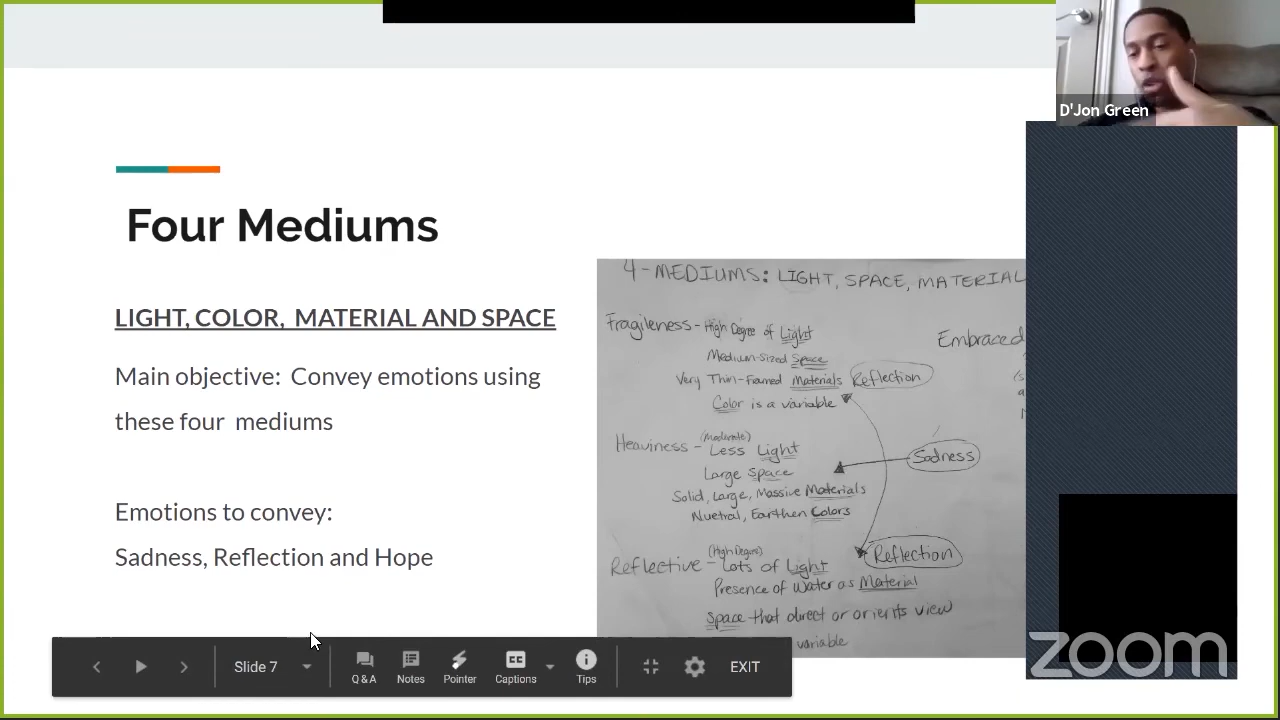 D'Jon Green
Four Mediums
LIGHT, COLOR, MATERIAL AND SPACE
Main objective: Convey emotions using
these four mediums
Emotions to convey:
Sadness, Reflection and Hope
4-MEDIUMS: LIGHT, SPACE, MATERIAL
Fragileness - High Degree of Light
Medium-sized Space
Very Thin-Framed Materials Reflection
Color is a variable
Embraced
Heaviness - (Moderate)
Less Light
Large Space
Solid, Large, Massive Materials
Nuetral, Earthen Colors
Sadness
Reflective - (High Degree)
Lots of Light
Reflection
Presence of Water as Material
Space that direct or orients view
variable
Slide 7
Q&A
Notes
Pointer
CC
Captions
Tips
EXIT
zoom